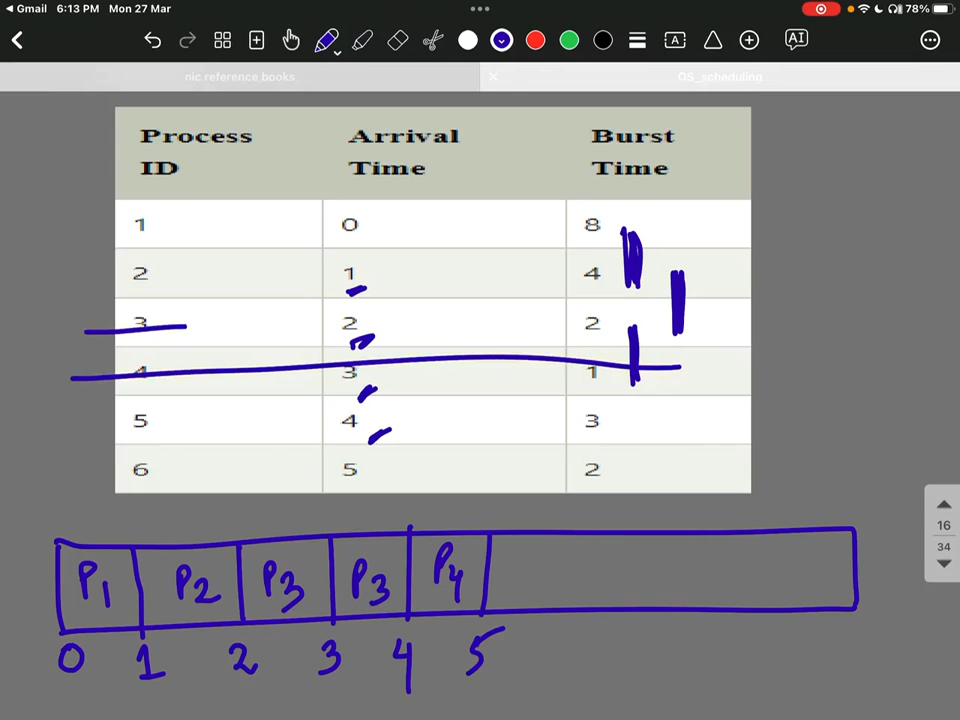 Gmail 6:13 PM Mon 27 Mar 78%
A AI
nic reference books OS_scheduling
Process ID Arrival Time Burst Time
1 0 8
2 1 4
3 2 2
4 3 1
5 4 3
6 5 2
16
34
P1 P2 P3 P3 P4
0 1 2 3 4 5